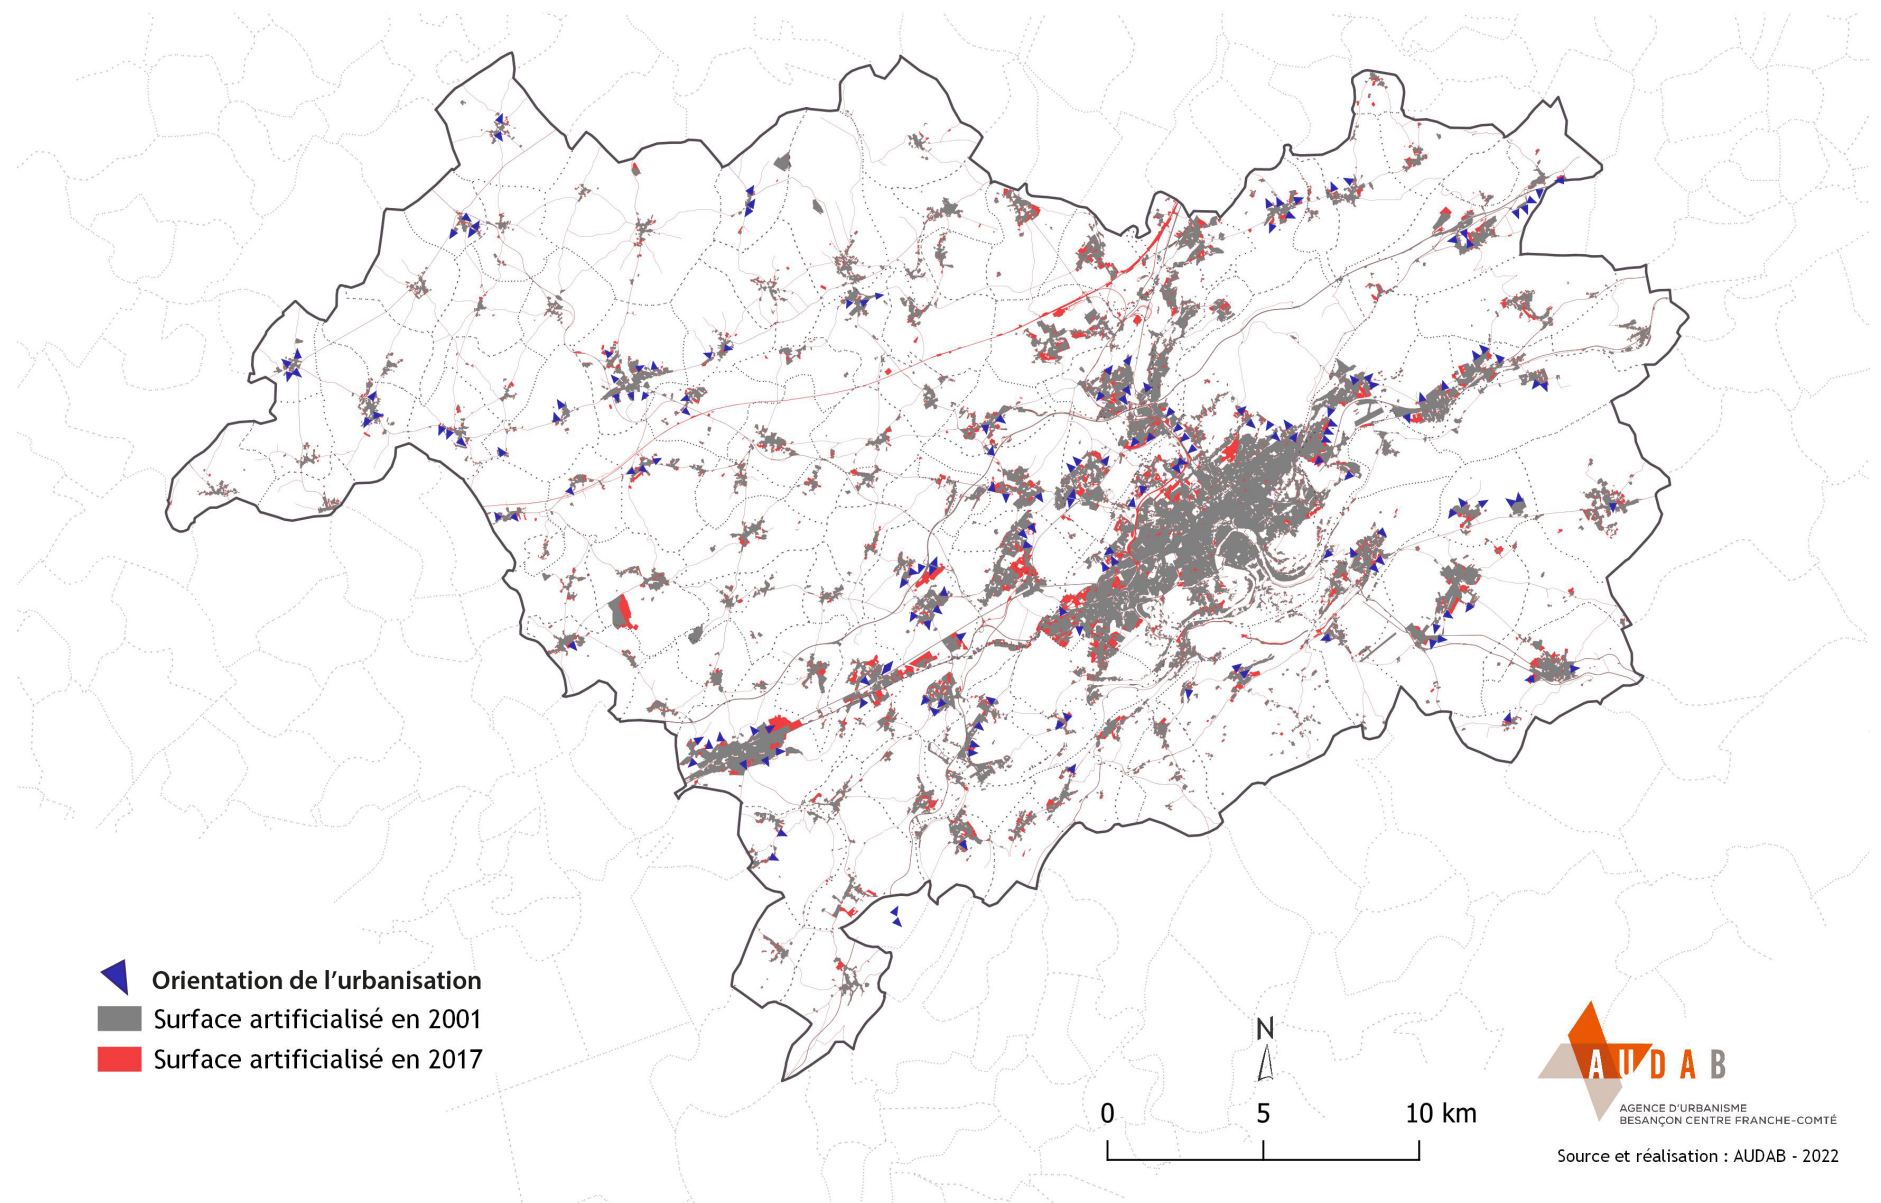 Orientation de l'urbanisation
Surface artificialisé en 2001
Surface artificialisé en 2017
N
0 5 10 km
AUDAB
AGENCE D'URBANISME
BESANÇON CENTRE FRANCHE-COMTÉ
Source et réalisation : AUDAB - 2022